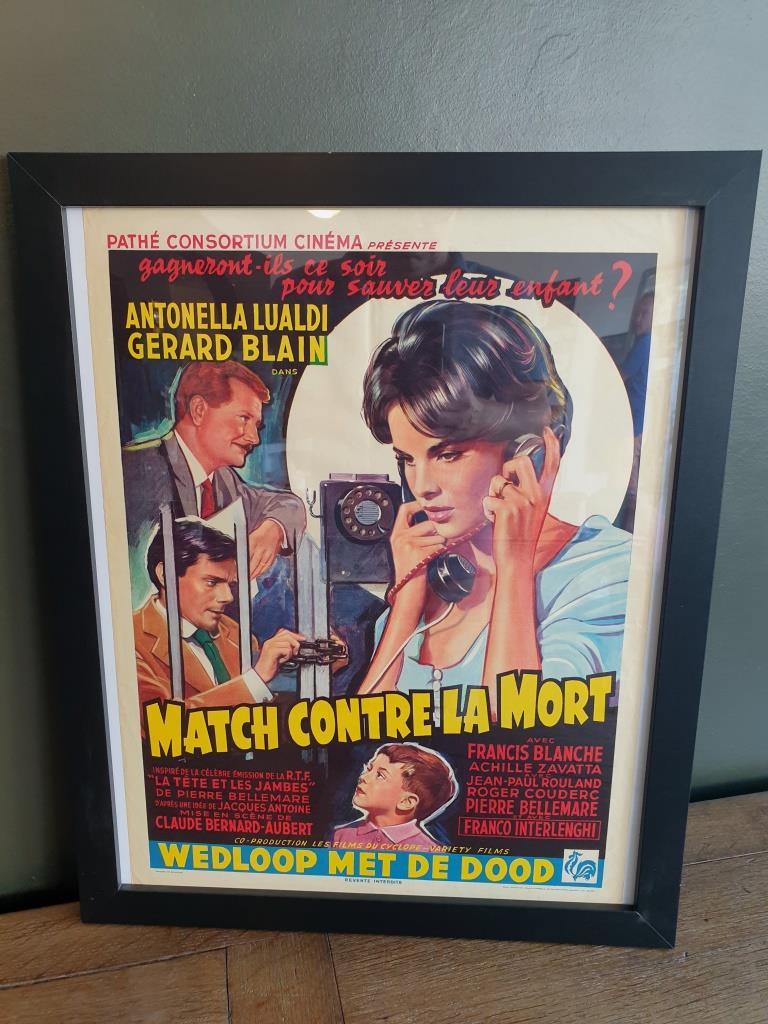 PATHÉ CONSORTIUM CINÉMA PRÉSENTE
gagneront-ils ce soir
pour sauver leur enfant?
ANTONELLA LUALDI
GÉRARD BLAIN
DANS
MATCH CONTRE LA MORT
INSPIRÉ DE LA CÉLÈBRE ÉMISSION DE LA R.T.F.
"LA TÊTE ET LES JAMBES"
DE PIERRE BELLEMARE
D'APRÈS UNE IDÉE DE JACQUES ANTOINE
MISE EN SCÈNE DE
CLAUDE BERNARD-AUBERT
AVEC
FRANCIS BLANCHE
ACHILLE ZAVATTA
JEAN-PAUL ROULAND
ROGER COUDERC
PIERRE BELLEMARE
ET AVEC
FRANCO INTERLENGHI
CO-PRODUCTION LES FILMS DU CYCLOPE-VARIETY FILMS
WEDLOOP MET DE DOOD
REVENTE INTERDITE